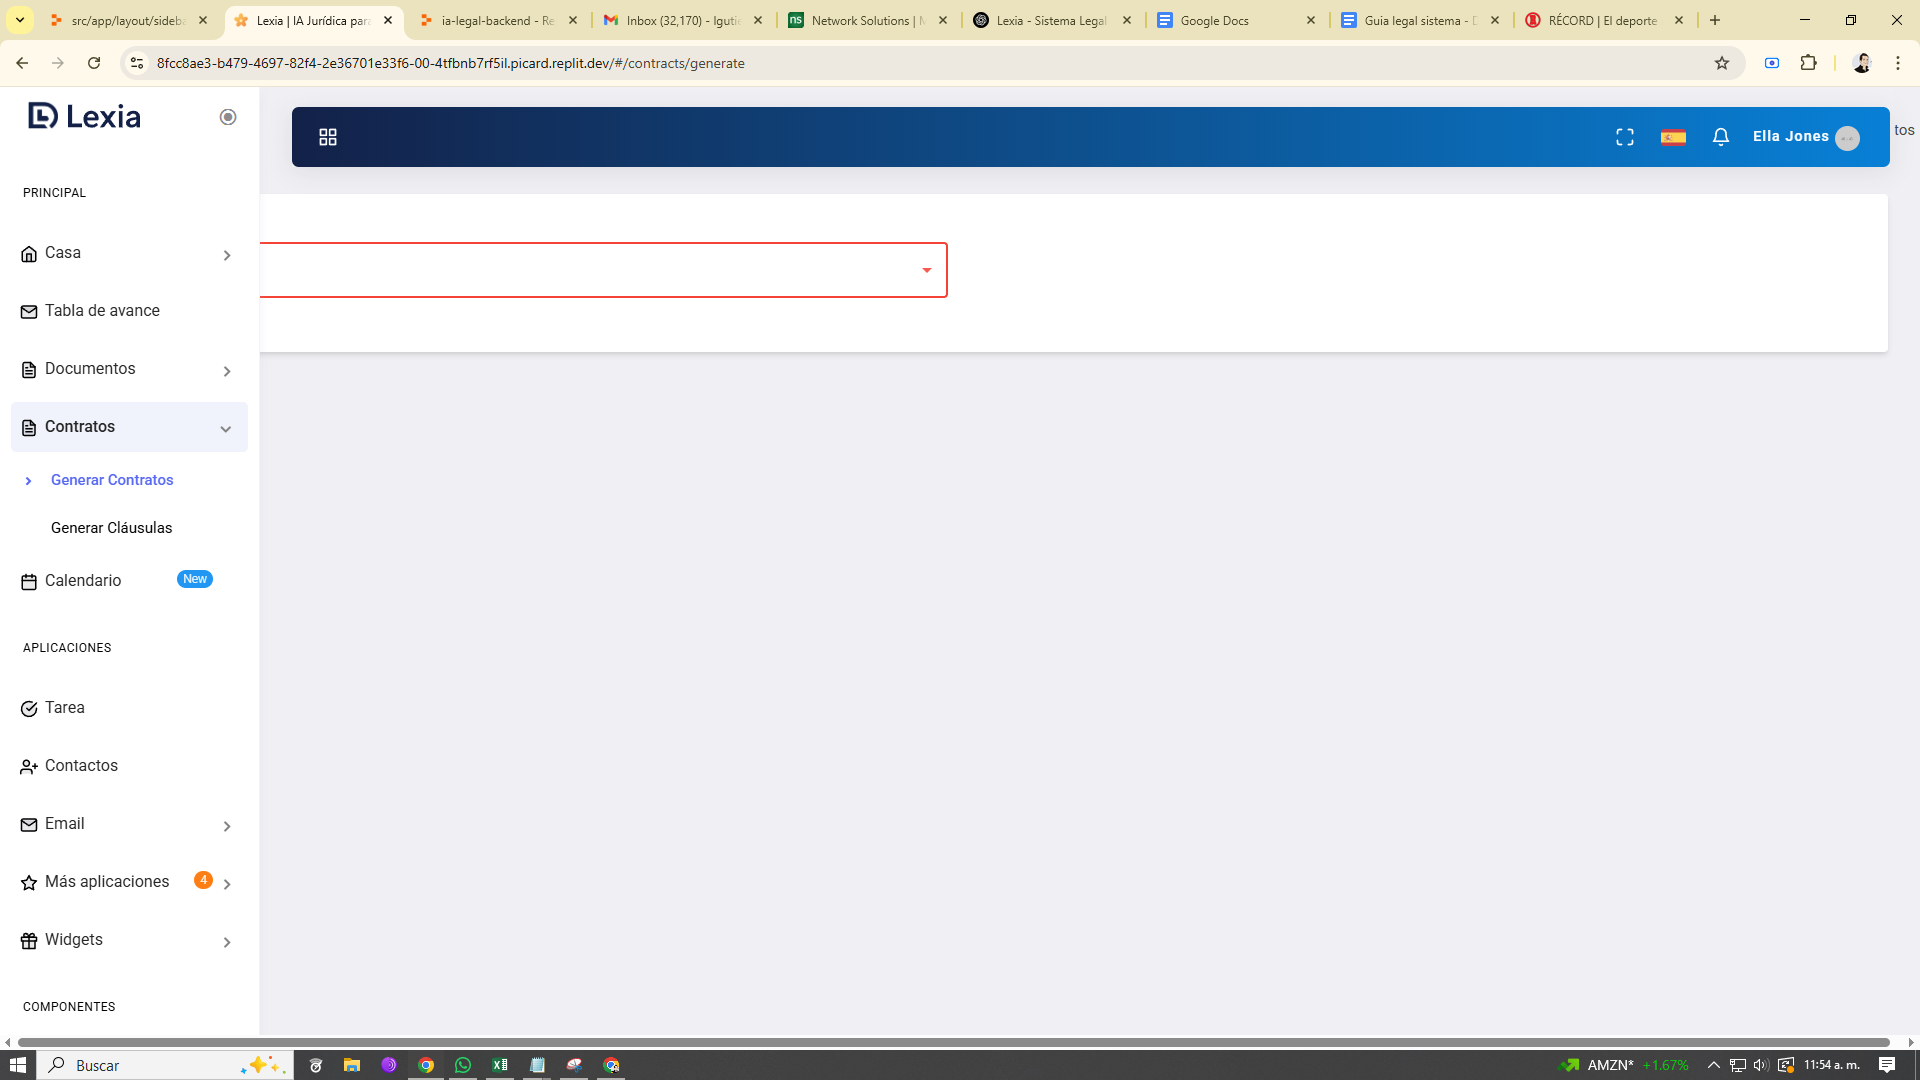 src/app/layout/sideba
Lexia | IA Jurídica para
ia-legal-backend - Re
Inbox (32,170) - lgutie
ns
Network Solutions | M
Lexia - Sistema Legal
Google Docs
Guia legal sistema - D
RÉCORD | El deporte
8fcc8ae3-b479-4697-82f4-2e36701e33f6-00-4tfbnb7rf5il.picard.replit.dev/#/contracts/generate
Lexia
Ella Jones
tos
PRINCIPAL
Casa
Tabla de avance
Documentos
Contratos
Generar Contratos
Generar Cláusulas
Calendario
New
APLICACIONES
Tarea
Contactos
Email
Más aplicaciones
4
Widgets
COMPONENTES
Buscar
AMZN* +1.67%
11:54 a. m.